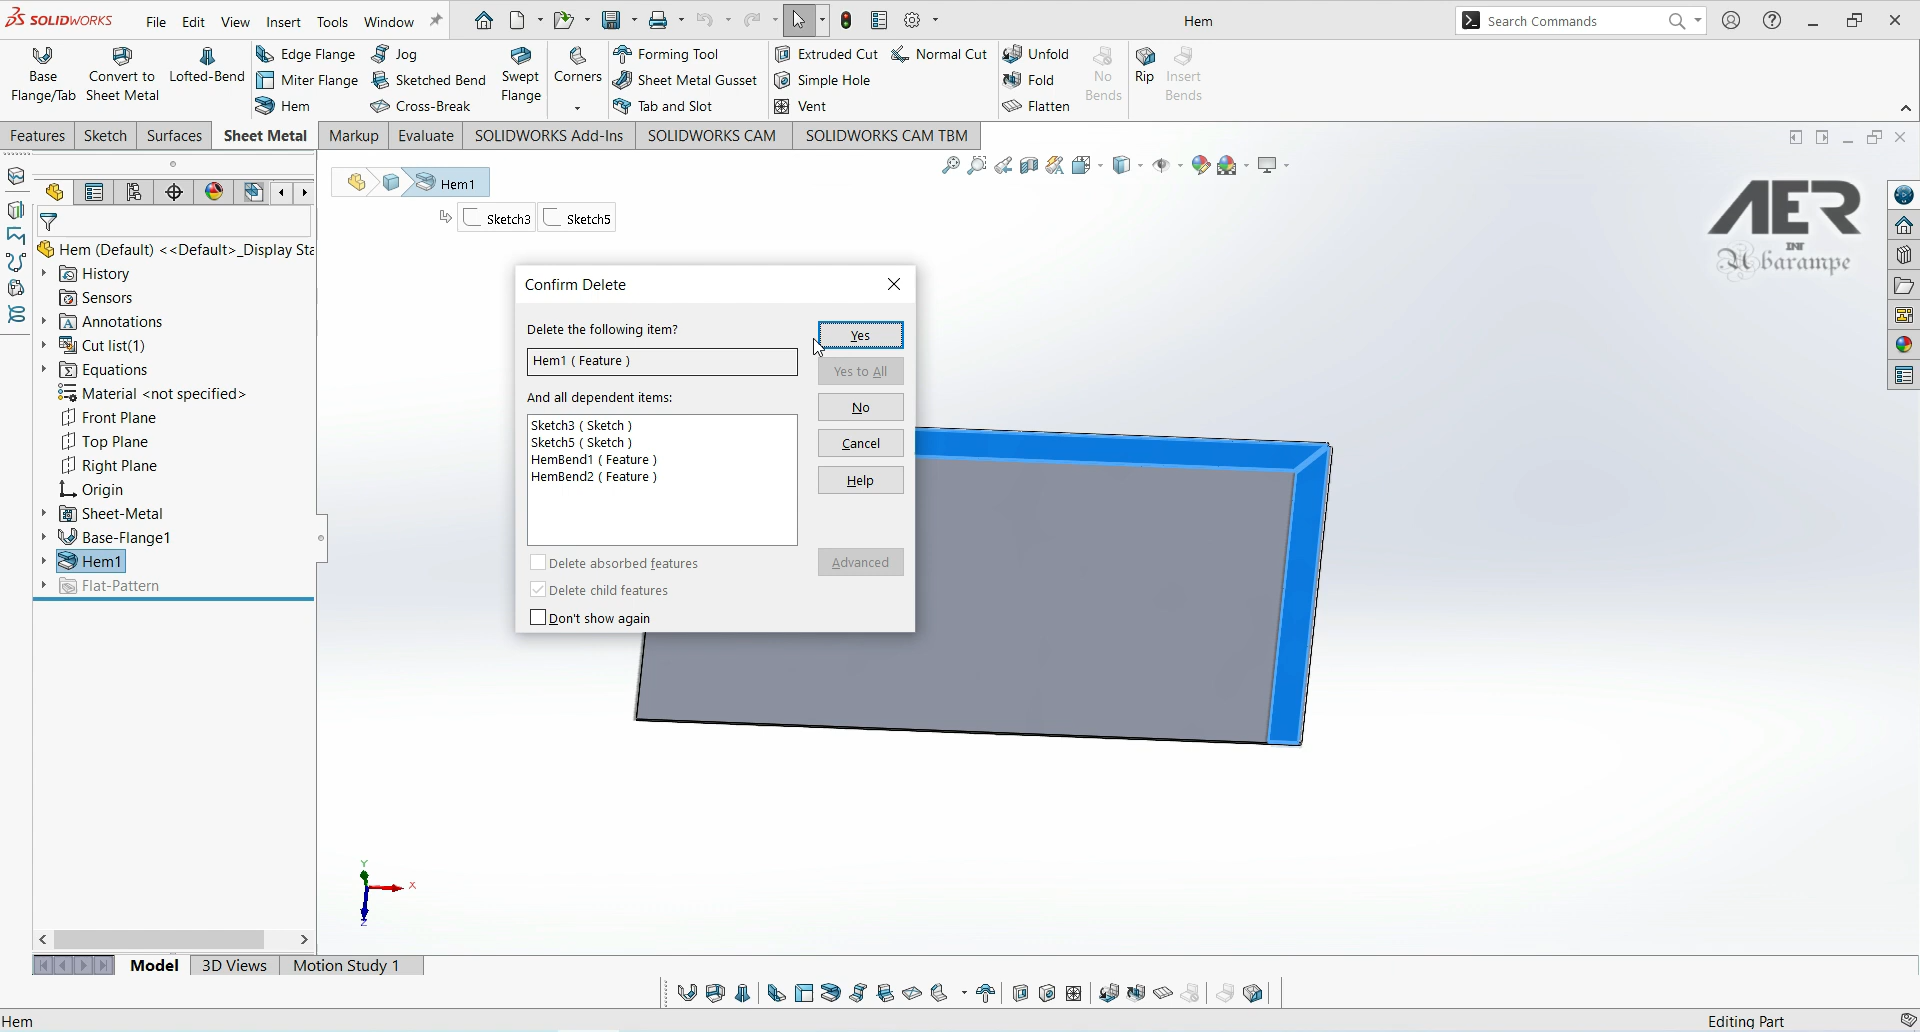 SOLIDWORKS File Edit View Insert Tools Window Hem Search Commands
Base Flange/Tab
Convert to Sheet Metal
Lofted-Bend
Edge Flange
Miter Flange
Hem
Jog
Sketched Bend
Cross-Break
Swept Flange
Corners
Forming Tool
Sheet Metal Gusset
Tab and Slot
Extruded Cut
Simple Hole
Vent
Normal Cut
Unfold
Fold
Flatten
No Bends
Rip
Insert Bends
Features Sketch Surfaces Sheet Metal Markup Evaluate SOLIDWORKS Add-Ins SOLIDWORKS CAM SOLIDWORKS CAM TBM
Hem1
Sketch3 Sketch5
AER
INT
Abarampe
Hem (Default) <<Default>_Display Sta
History
Sensors
Annotations
Cut list(1)
Equations
Material <not specified>
Front Plane
Top Plane
Right Plane
Origin
Sheet-Metal
Base-Flange1
Hem1
Flat-Pattern
Confirm Delete
Delete the following item?
Hem1 ( Feature )
And all dependent items:
Sketch3 ( Sketch )
Sketch5 ( Sketch )
HemBend1 ( Feature )
HemBend2 ( Feature )
Delete absorbed features
Delete child features
Don't show again
Yes
Yes to All
No
Cancel
Help
Advanced
Y
X
Z
Model 3D Views Motion Study 1
Hem Editing Part